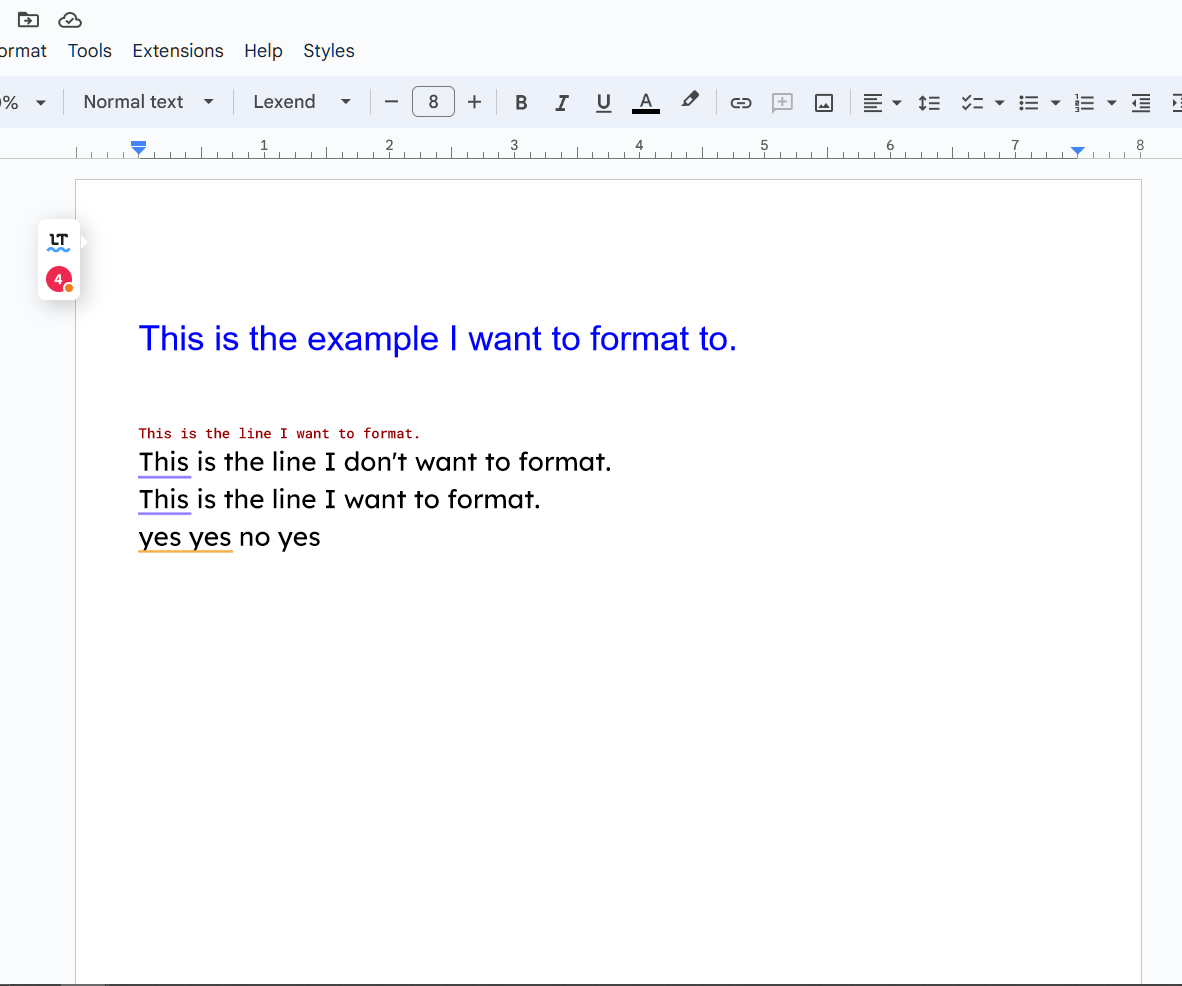 ormat Tools Extensions Help Styles
% Normal text Lexend 8 B I U A
1 2 3 4 5 6 7 8
LT
4
This is the example I want to format to.
This is the line I want to format.
This is the line I don't want to format.
This is the line I want to format.
yes yes no yes